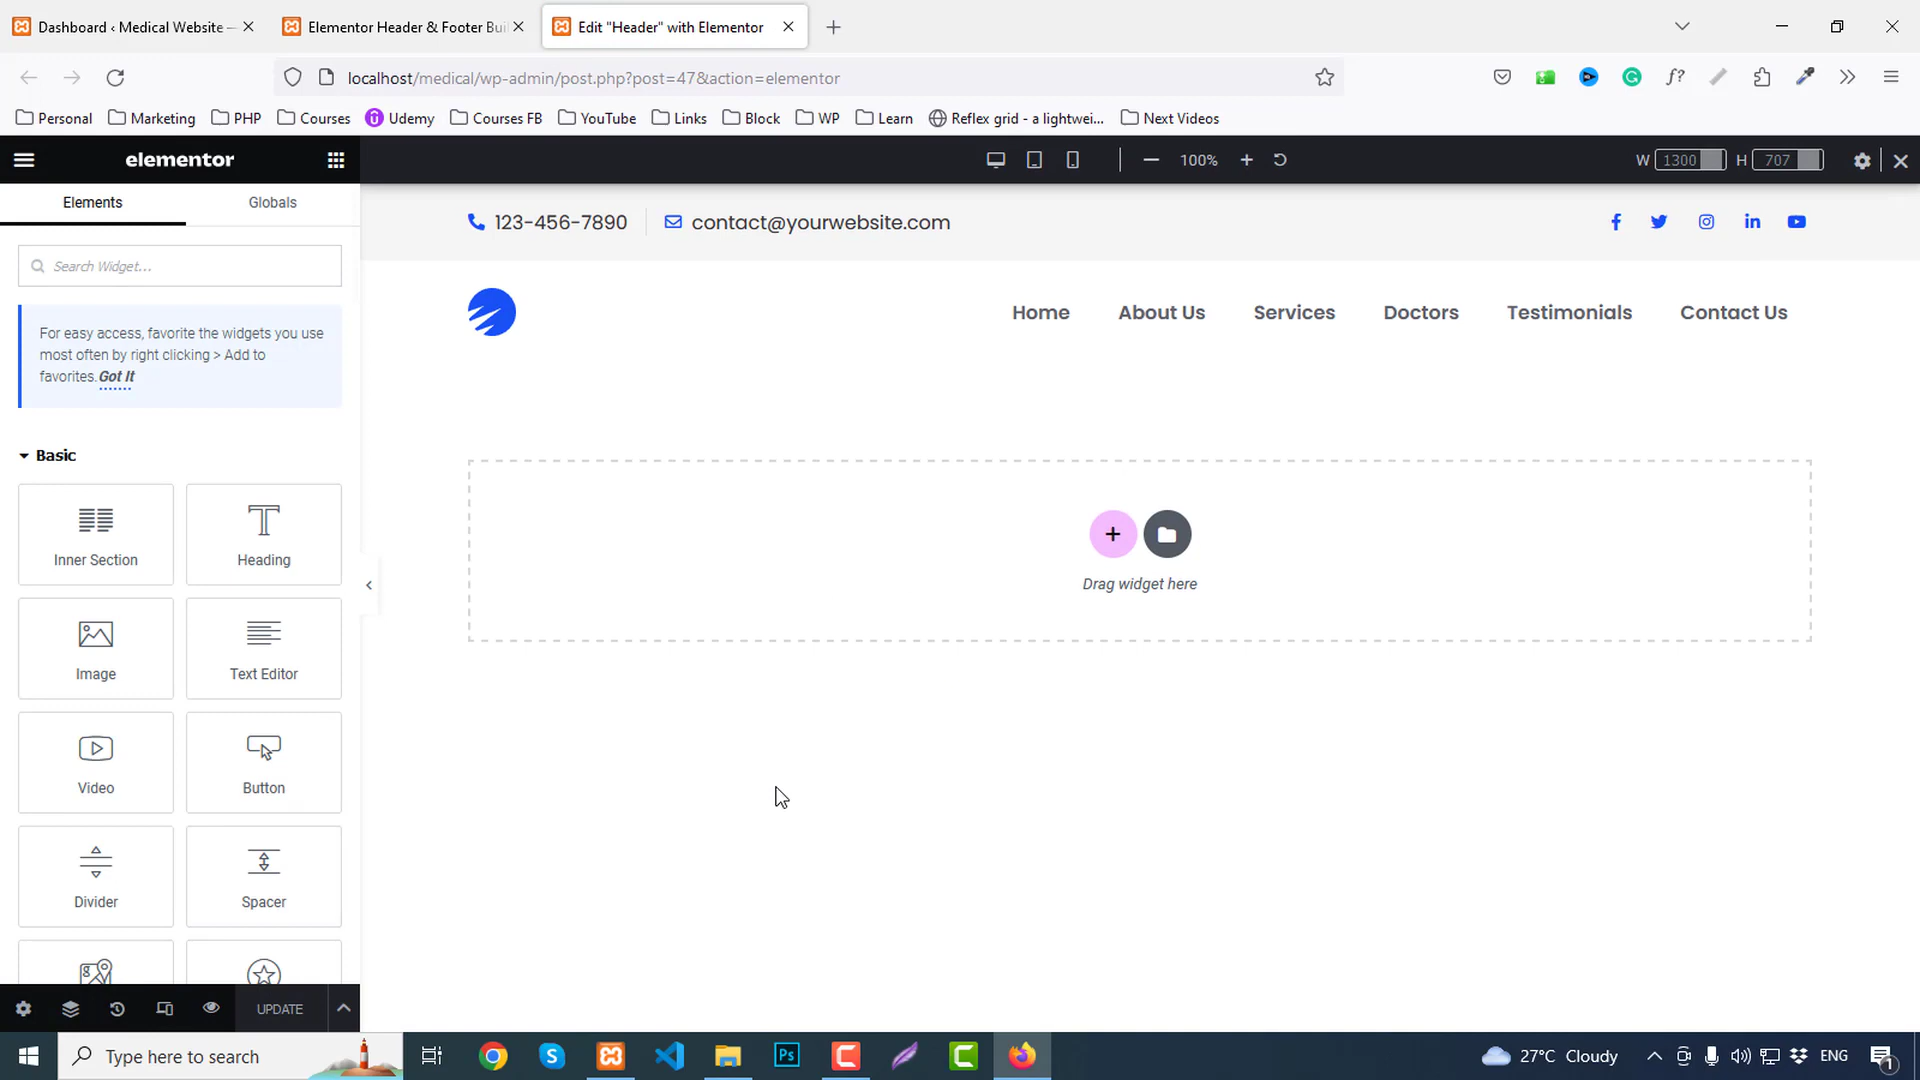 Dashboard ‹ Medical Website —
Elementor Header & Footer Bui
Edit "Header" with Elementor
localhost/medical/wp-admin/post.php?post=47&action=elementor
Personal Marketing PHP Courses Udemy Courses FB YouTube Links Block WP Learn Reflex grid - a lightwei... Next Videos
elementor
100%
W 1300 H 707
Elements Globals
123-456-7890 contact@yourwebsite.com
Search Widget...
For easy access, favorite the widgets you use
most often by right clicking > Add to
favorites. Got It
Home About Us Services Doctors Testimonials Contact Us
Basic
Inner Section Heading
Drag widget here
Image Text Editor
Video Button
Divider Spacer
UPDATE
Type here to search
27°C Cloudy
ENG
1